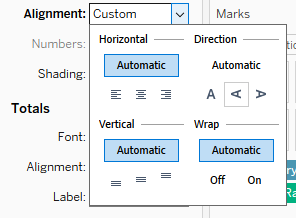 Alignment: Custom
Marks
Numbers:
Horizontal
Direction
Automatic
Automatic
Shading:
A A A
Totals
Vertical
Wrap
Font:
Automatic
Automatic
Alignment:
Off On
Label: